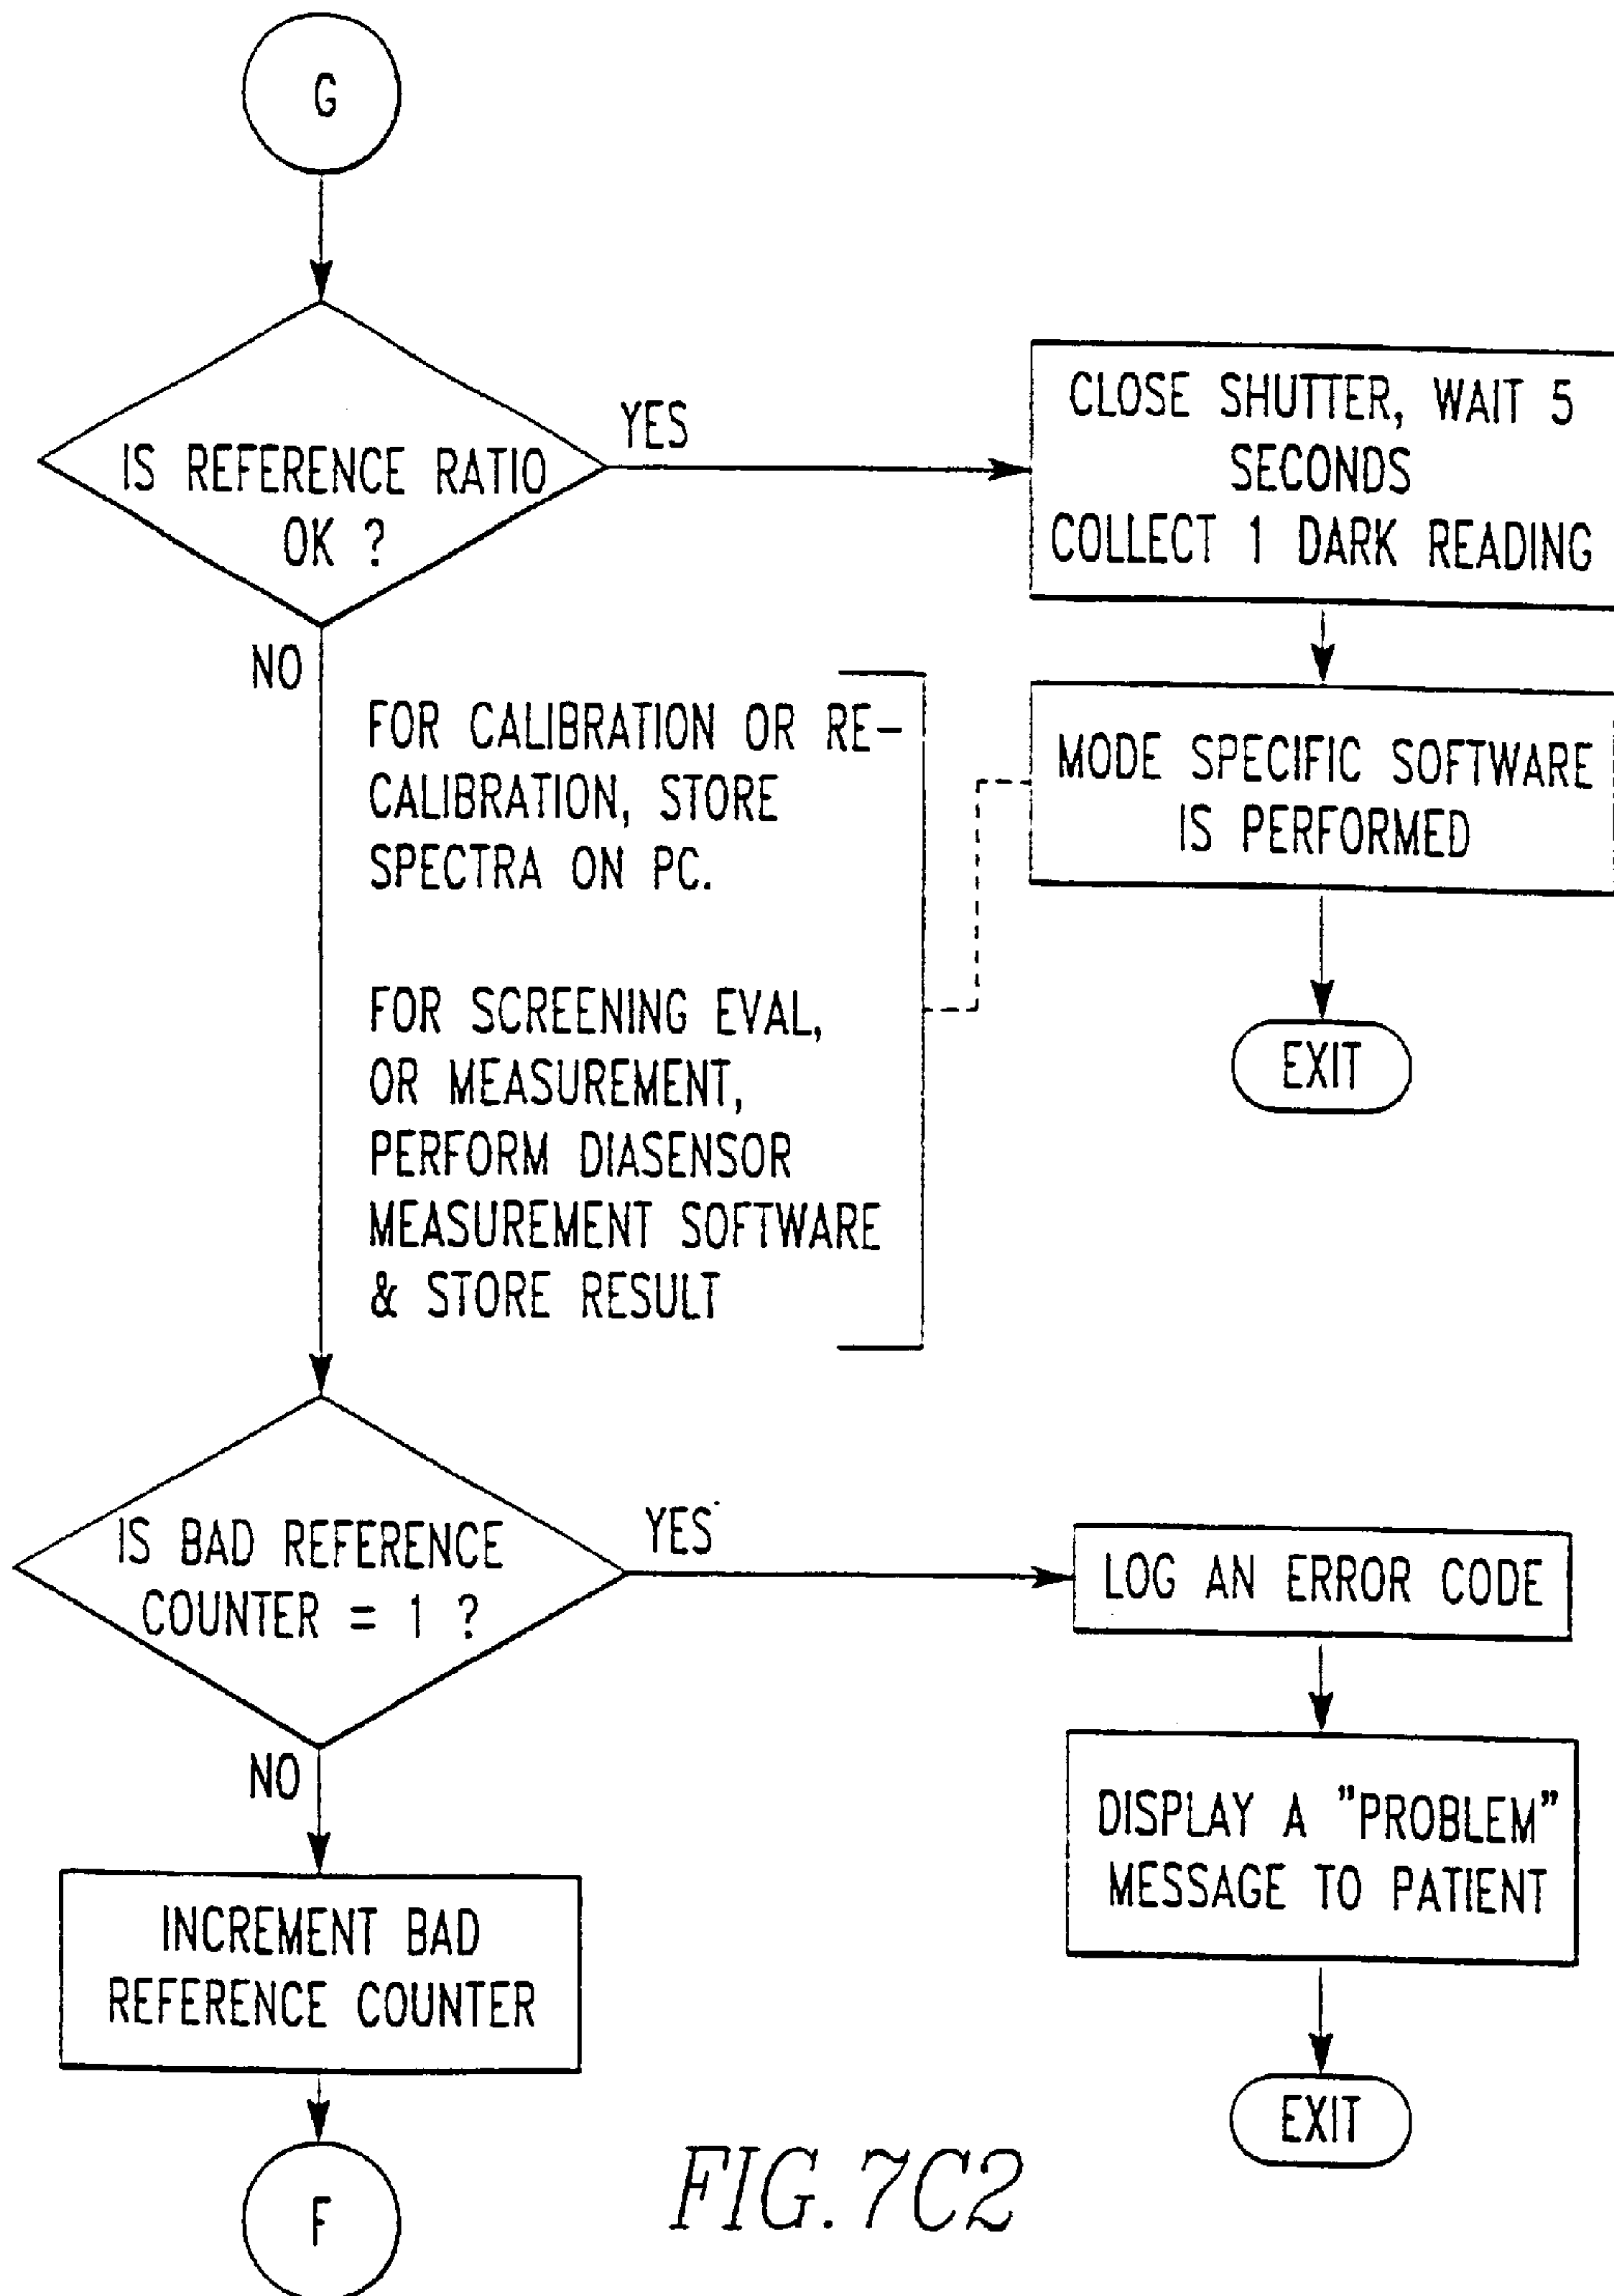 G
IS REFERENCE RATIO
OK ?
YES
CLOSE SHUTTER, WAIT 5
SECONDS
COLLECT 1 DARK READING
NO
FOR CALIBRATION OR RE-
CALIBRATION, STORE
SPECTRA ON PC.
FOR SCREENING EVAL,
OR MEASUREMENT,
PERFORM DIASENSOR
MEASUREMENT SOFTWARE
& STORE RESULT
MODE SPECIFIC SOFTWARE
IS PERFORMED
EXIT
IS BAD REFERENCE
COUNTER = 1 ?
YES
LOG AN ERROR CODE
NO
DISPLAY A "PROBLEM"
MESSAGE TO PATIENT
INCREMENT BAD
REFERENCE COUNTER
EXIT
F
FIG. 7C2